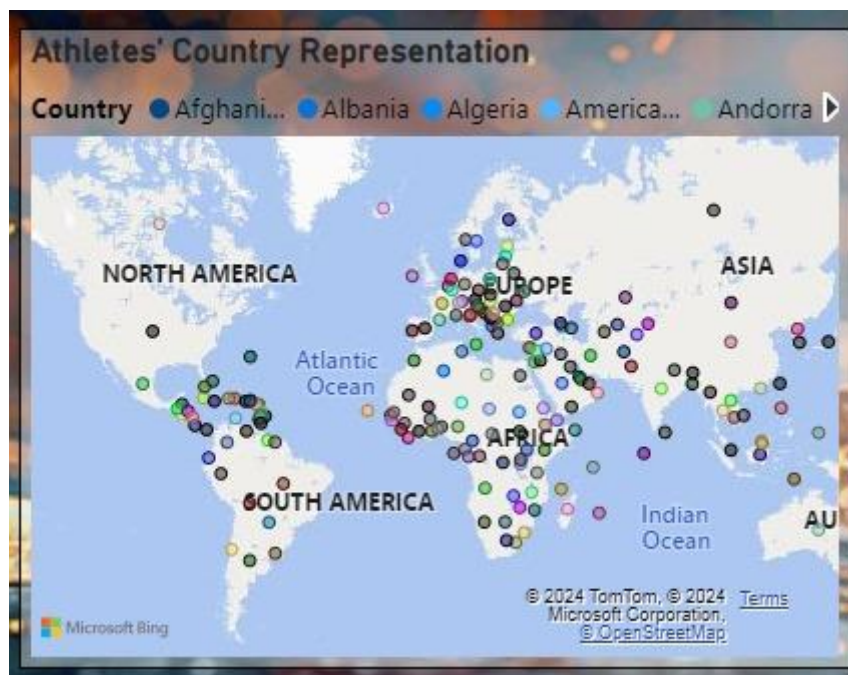 Athletes' Country Representation
Country Afghani... Albania Algeria America... Andorra
NORTH AMERICA
EUROPE
ASIA
Atlantic
Ocean
AFRICA
SOUTH AMERICA
Indian
Ocean
AU
© 2024 TomTom, © 2024
Microsoft Corporation,
© OpenStreetMap
Terms
Microsoft Bing